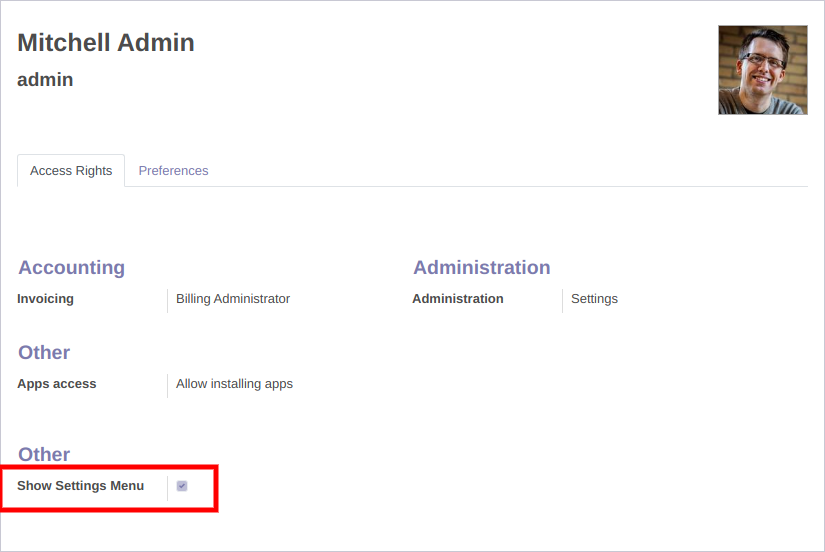 Mitchell Admin
admin
Access Rights Preferences
Accounting
Invoicing Billing Administrator
Administration
Administration Settings
Other
Apps access Allow installing apps
Other
Show Settings Menu